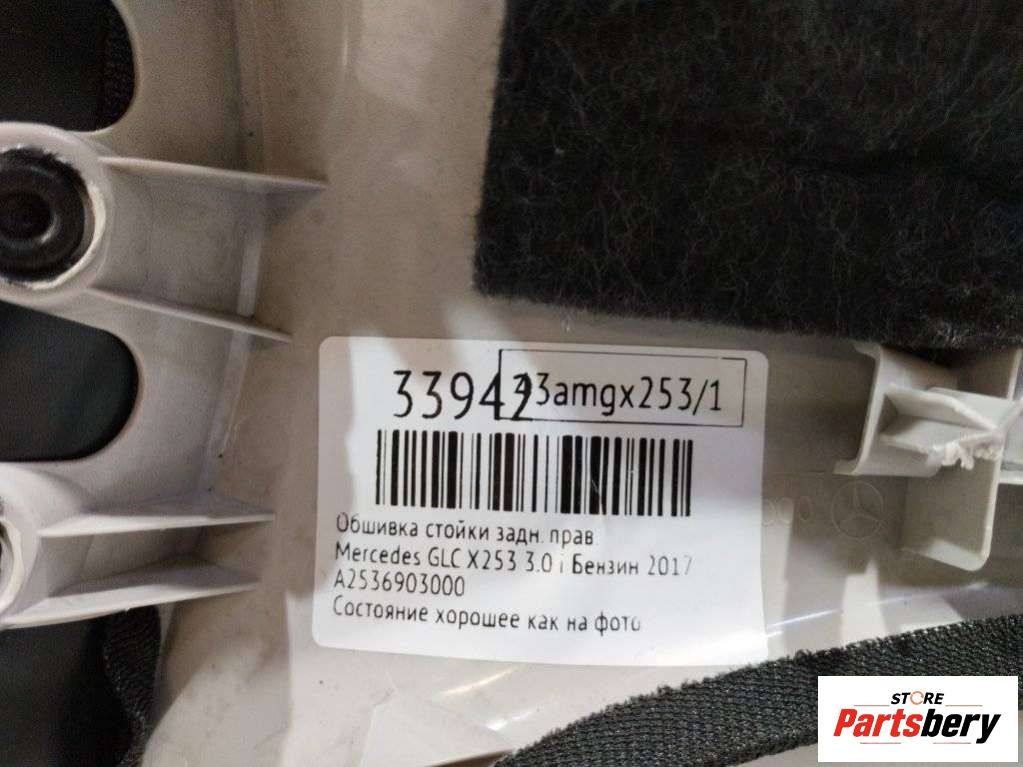 33942
43amgx253/1
Обшивка стойки задн. прав.
Mercedes GLC X253 3.0 i Бензин 2017
A2536903000
Состояние хорошее как на фото
STORE
Partsbery